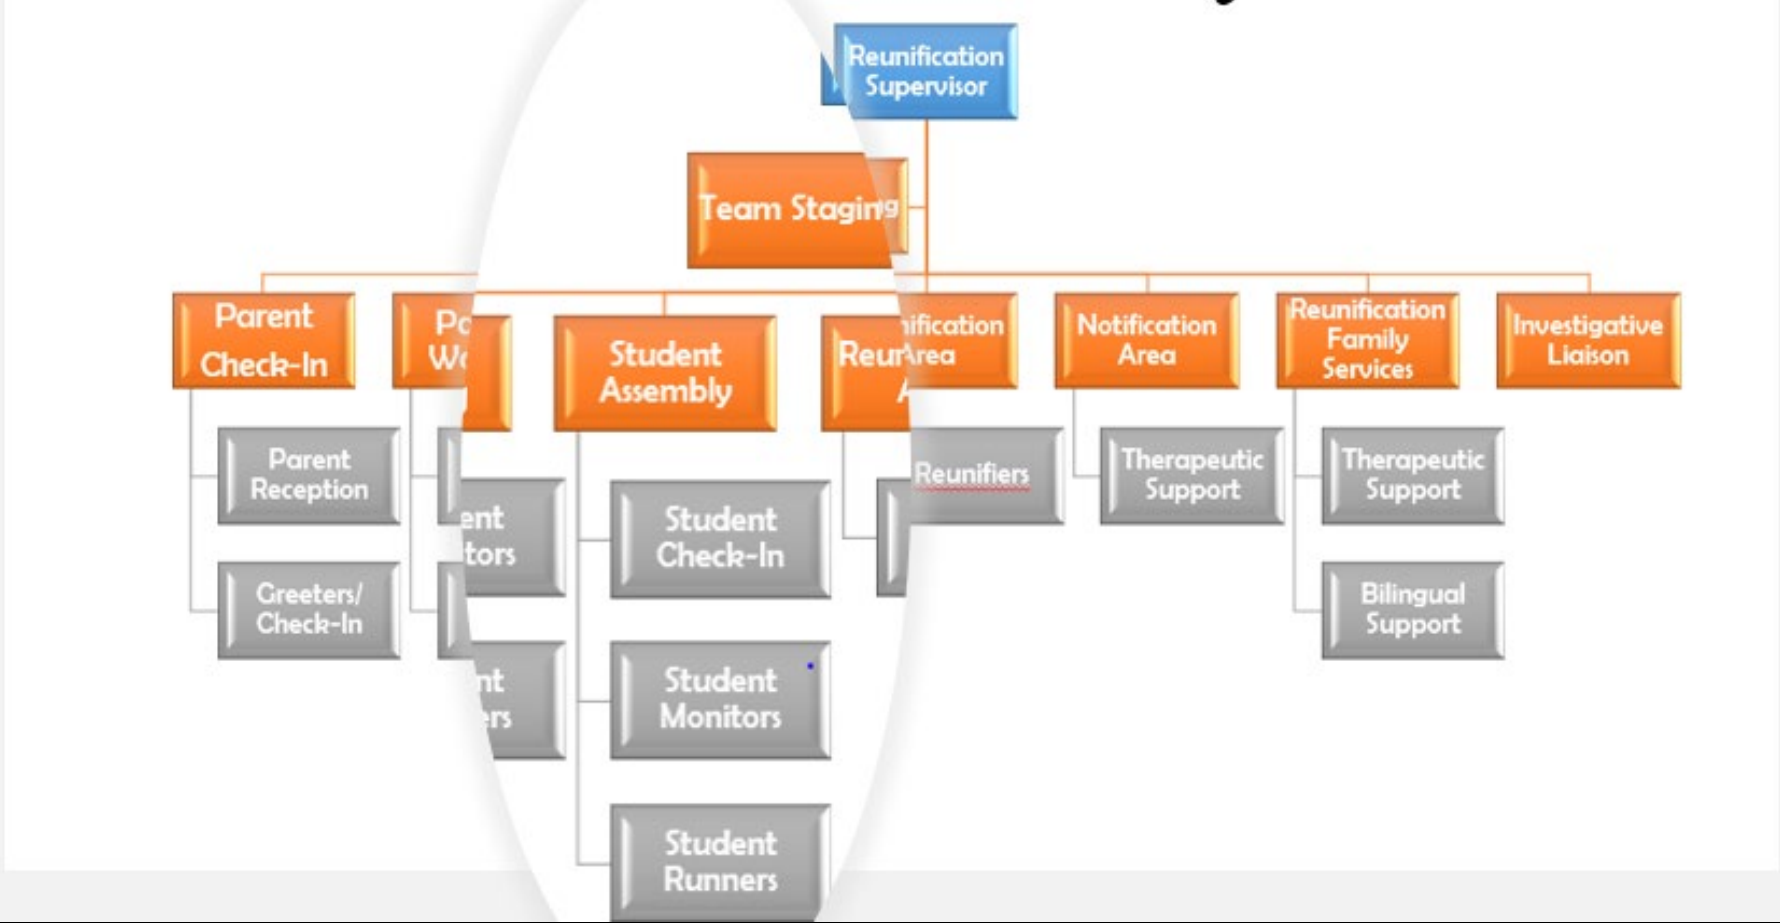 Reunification
Supervisor
Team Staging
Parent
Check-In
Student
Assembly
Area
Notification
Area
Reunification
Family
Services
Investigative
Liaison
Parent
Reception
Greeters/
Check-In
Student
Check-In
Student
Monitors
Student
Runners
Reunifiers
Therapeutic
Support
Therapeutic
Support
Bilingual
Support